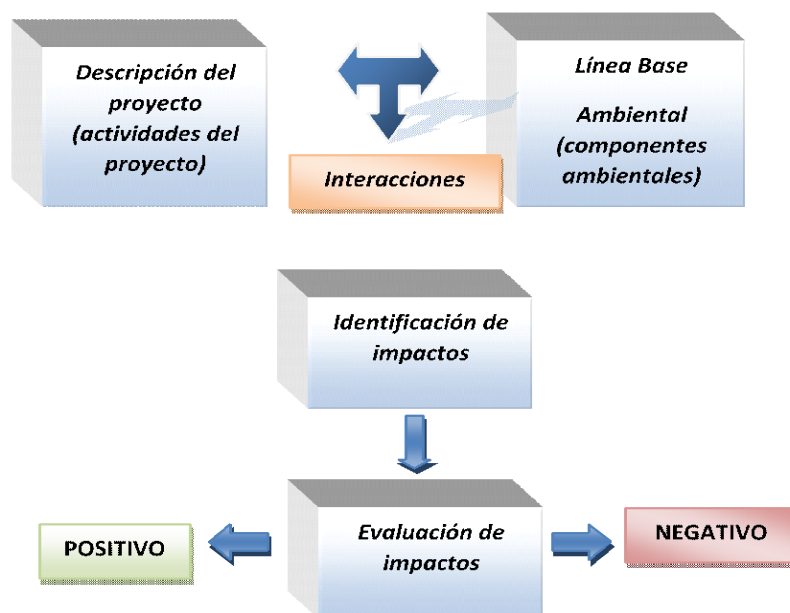 Descripción del
proyecto
(actividades del
proyecto)
Interacciones
Línea Base
Ambiental
(componentes
ambientales)
Identificación de
impactos
POSITIVO
Evaluación de
impactos
NEGATIVO